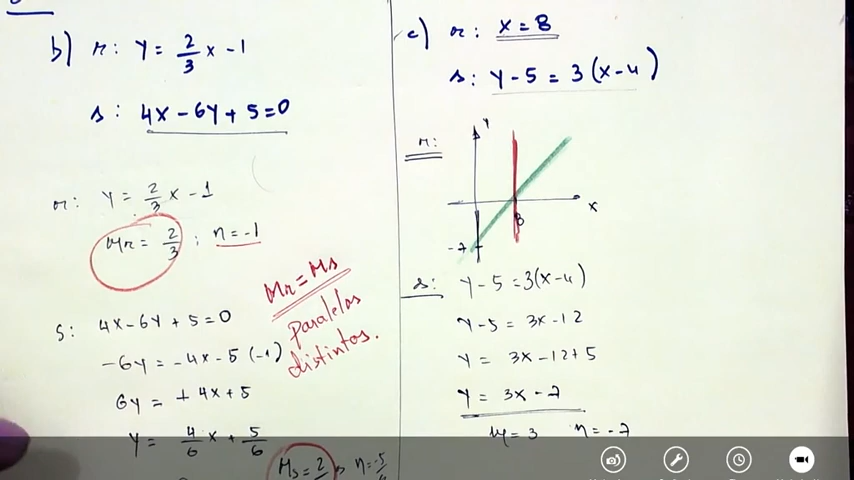 b) r: y = 2/3 x - 1
s: 4x - 6y + 5 = 0
r: y = 2/3 x - 1
Mr = 2/3 ; n = -1
Mr = Ms
paralelas
distintas.
s: 4x - 6y + 5 = 0
-6y = -4x - 5 (-1)
6y = +4x + 5
y = 4/6 x + 5/6
Ms = 2
c) r: x = 8
s: y - 5 = 3(x - 4)
r:
y
x
8
-7
s: y - 5 = 3(x - 4)
y - 5 = 3x - 12
y = 3x - 12 + 5
y = 3x - 7
M = 3 n = -7